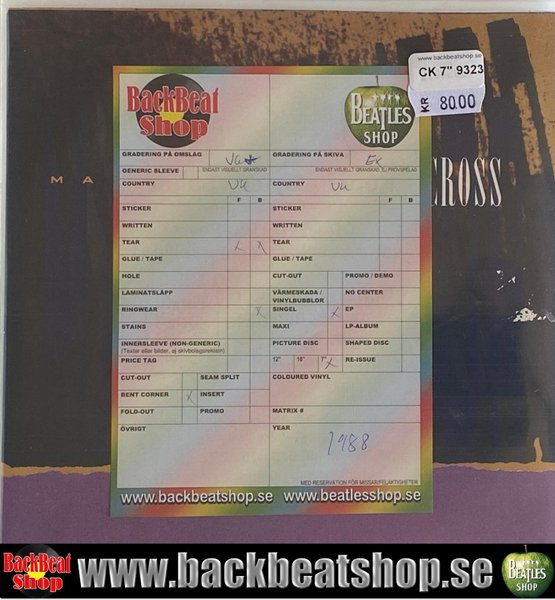 www.backbeatshop.se
CK 7" 9323
KR 80.00
BackBeat Shop
BEATLES SHOP
GRADERING PÅ OMSLAG VG+ GRADERING PÅ SKIVA Ex
GENERIC SLEEVE ENDAST VISUELLT GRANSKAD ENDAST VISUELLT GRANSKAD, EJ PROVSPELAD
COUNTRY UK COUNTRY UK
MA CROSS
F B F B
STICKER STICKER
WRITTEN WRITTEN
TEAR X X TEAR
GLUE / TAPE GLUE / TAPE
HOLE CUT-OUT PROMO / DEMO
LAMINATSLÄPP VÄRMESKADA / VINYLBUBBLOR NO CENTER
RINGWEAR X SINGEL X EP
STAINS MAXI LP-ALBUM
INNERSLEEVE (NON-GENERIC) PICTURE DISC SHAPED DISC
(Texter eller bilder, ej skivbolagsreklam)
PRICE TAG 12" 10" 7" X RE-ISSUE
CUT-OUT SEAM SPLIT COLOURED VINYL
BENT CORNER X INSERT
FOLD-OUT PROMO MATRIX #
ÖVRIGT YEAR
1988
MED RESERVATION FÖR MISSAR/FELAKTIGHETER
www.backbeatshop.se www.beatlesshop.se
BackBeat Shop www.backbeatshop.se BEATLES SHOP